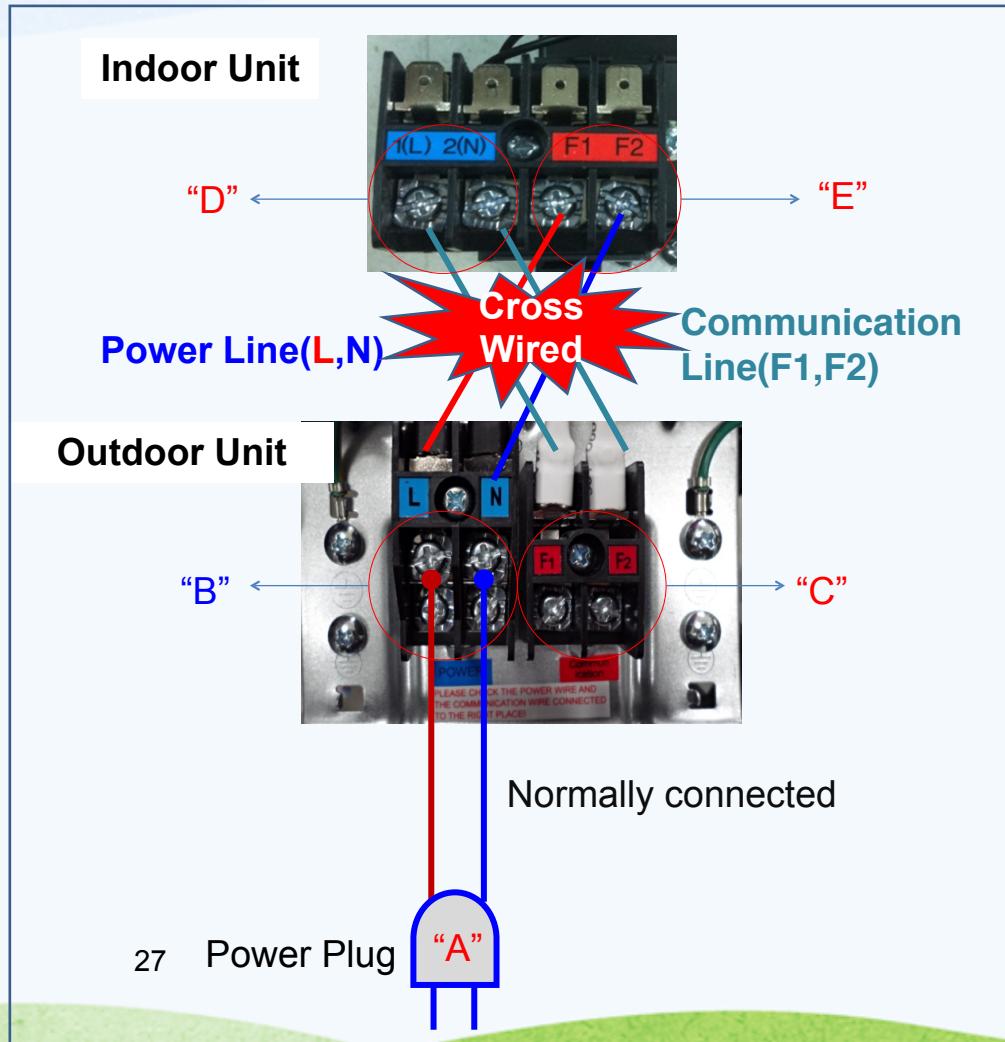 Indoor Unit
1(L) 2(N) F1 F2
“D”
“E”
Cross
Wired
Power Line(L,N)
Communication
Line(F1,F2)
Outdoor Unit
L N
F1 F2
“B”
“C”
POWER
Communi
cation
PLEASE CHECK THE POWER WIRE AND
THE COMMUNICATION WIRE CONNECTED
TO THE RIGHT PLACE!
Normally connected
“A”
27 Power Plug